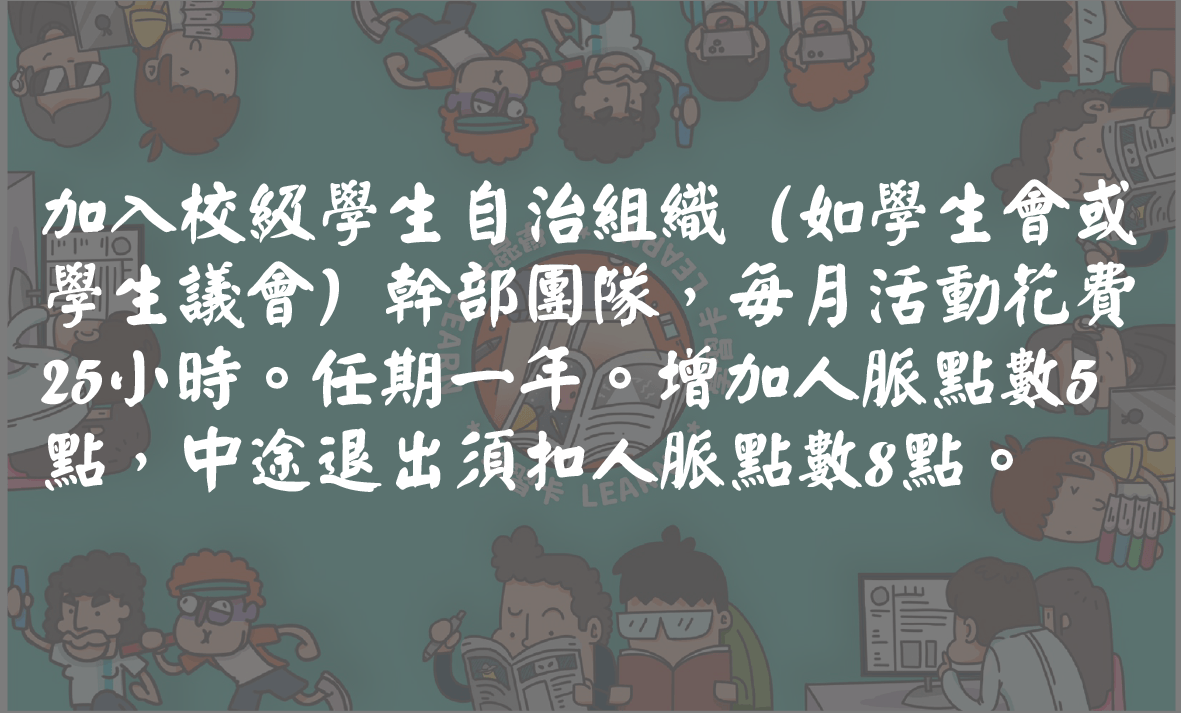 加入校級學生自治組織（如學生會或
學生議會）幹部團隊，每月活動花費
25小時。任期一年。增加人脈點數5
點，中途退出須扣人脈點數8點。